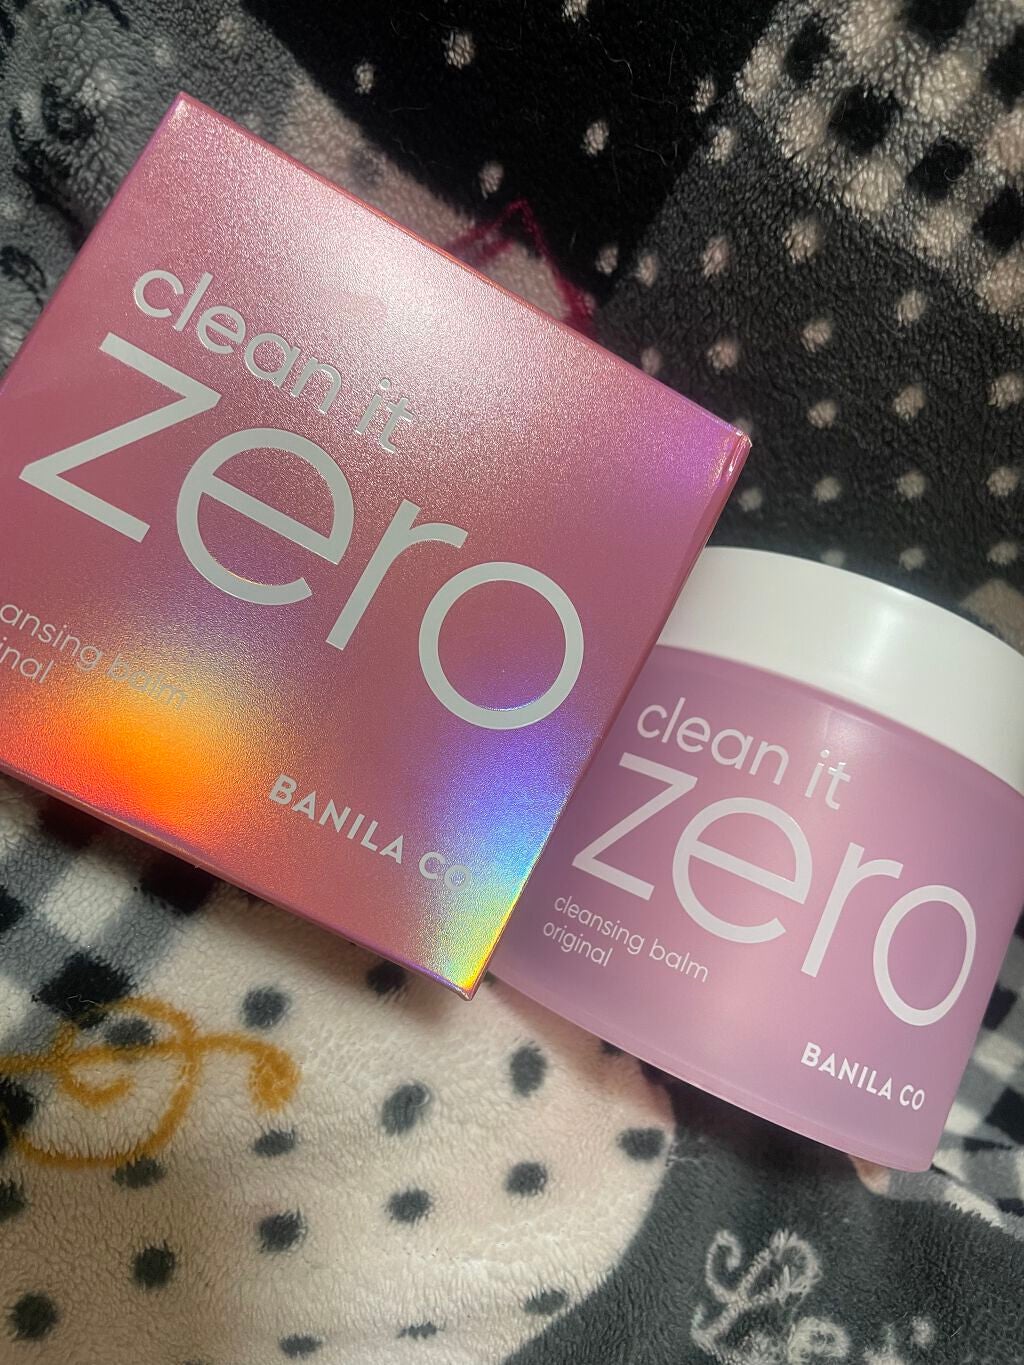 clean it
zero
ansing balm
inal
BANILA CO
clean it
zero
cleansing balm
original
BANILA CO